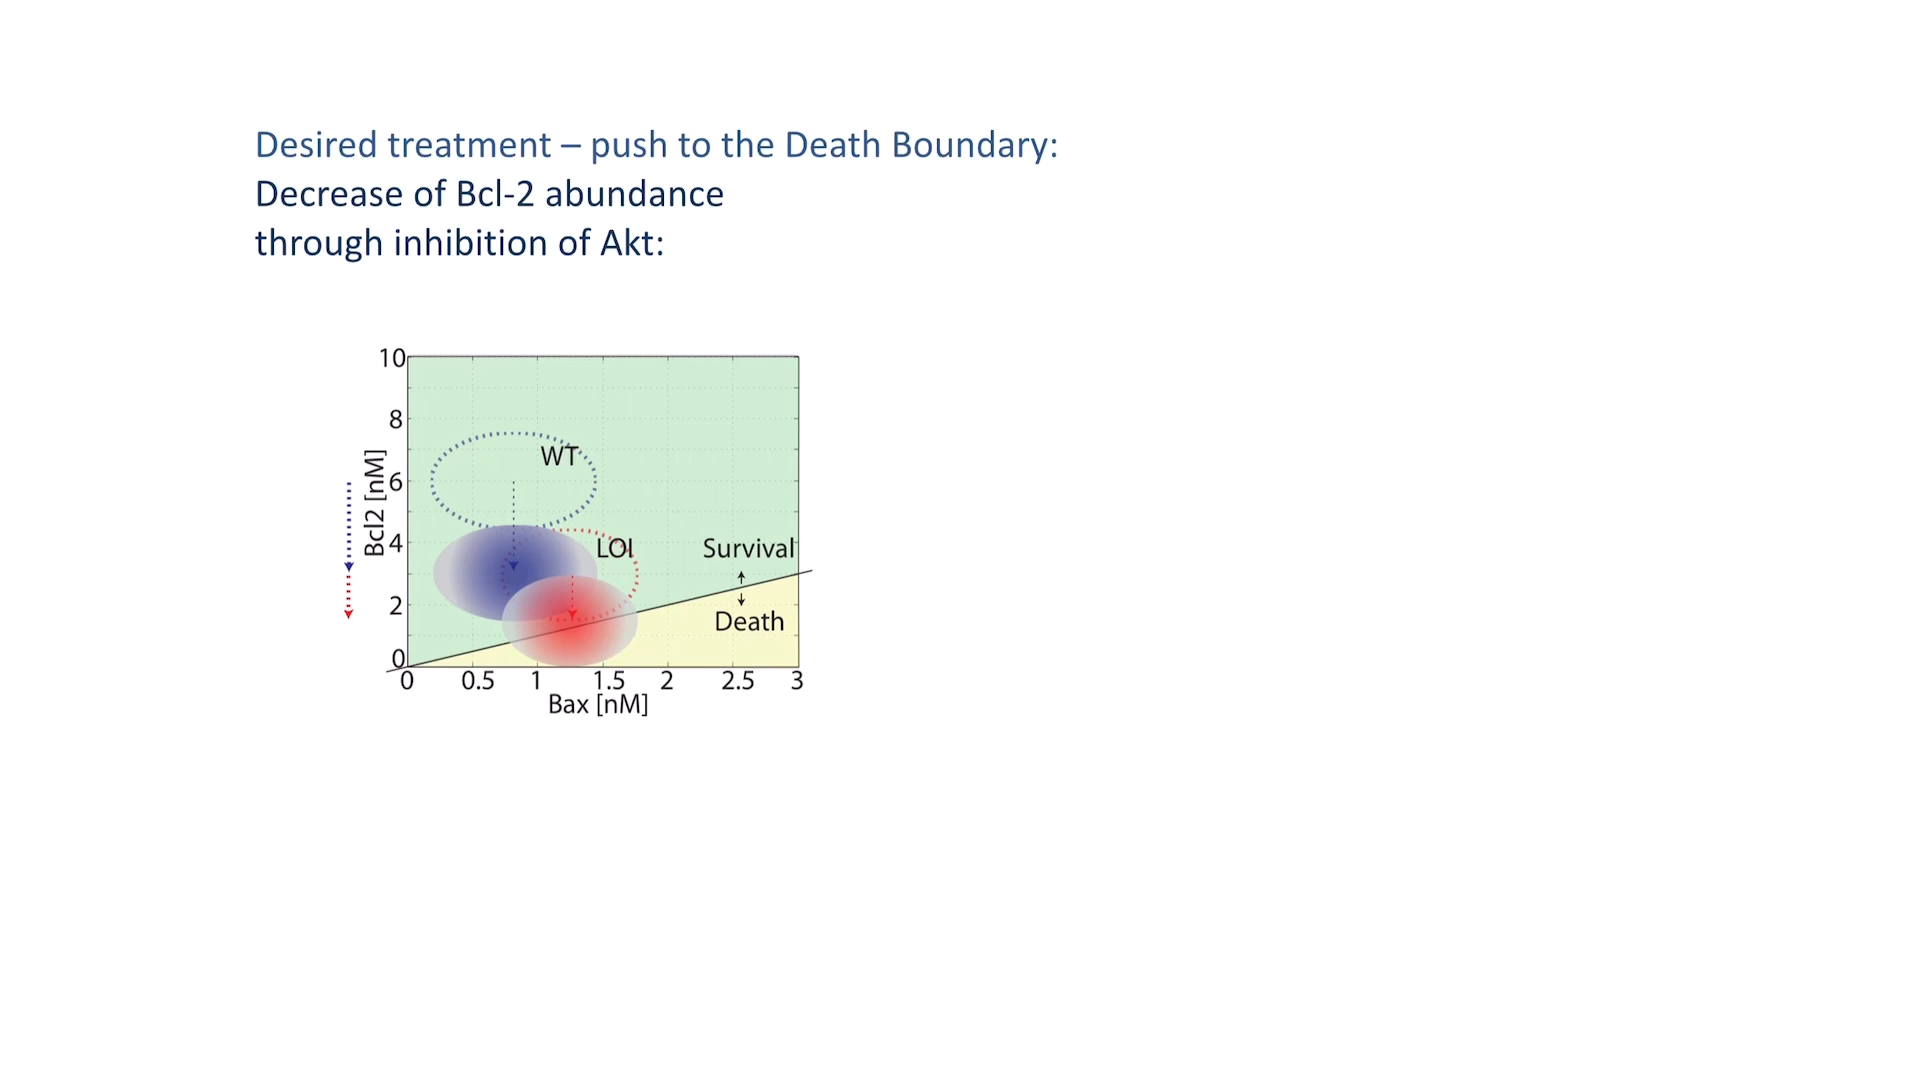 Desired treatment – push to the Death Boundary:
Decrease of Bcl-2 abundance
through inhibition of Akt:
10
8
6
4
2
0
Bcl2 [nM]
WT
LOI
Survival
Death
0 0.5 1 1.5 2 2.5 3
Bax [nM]